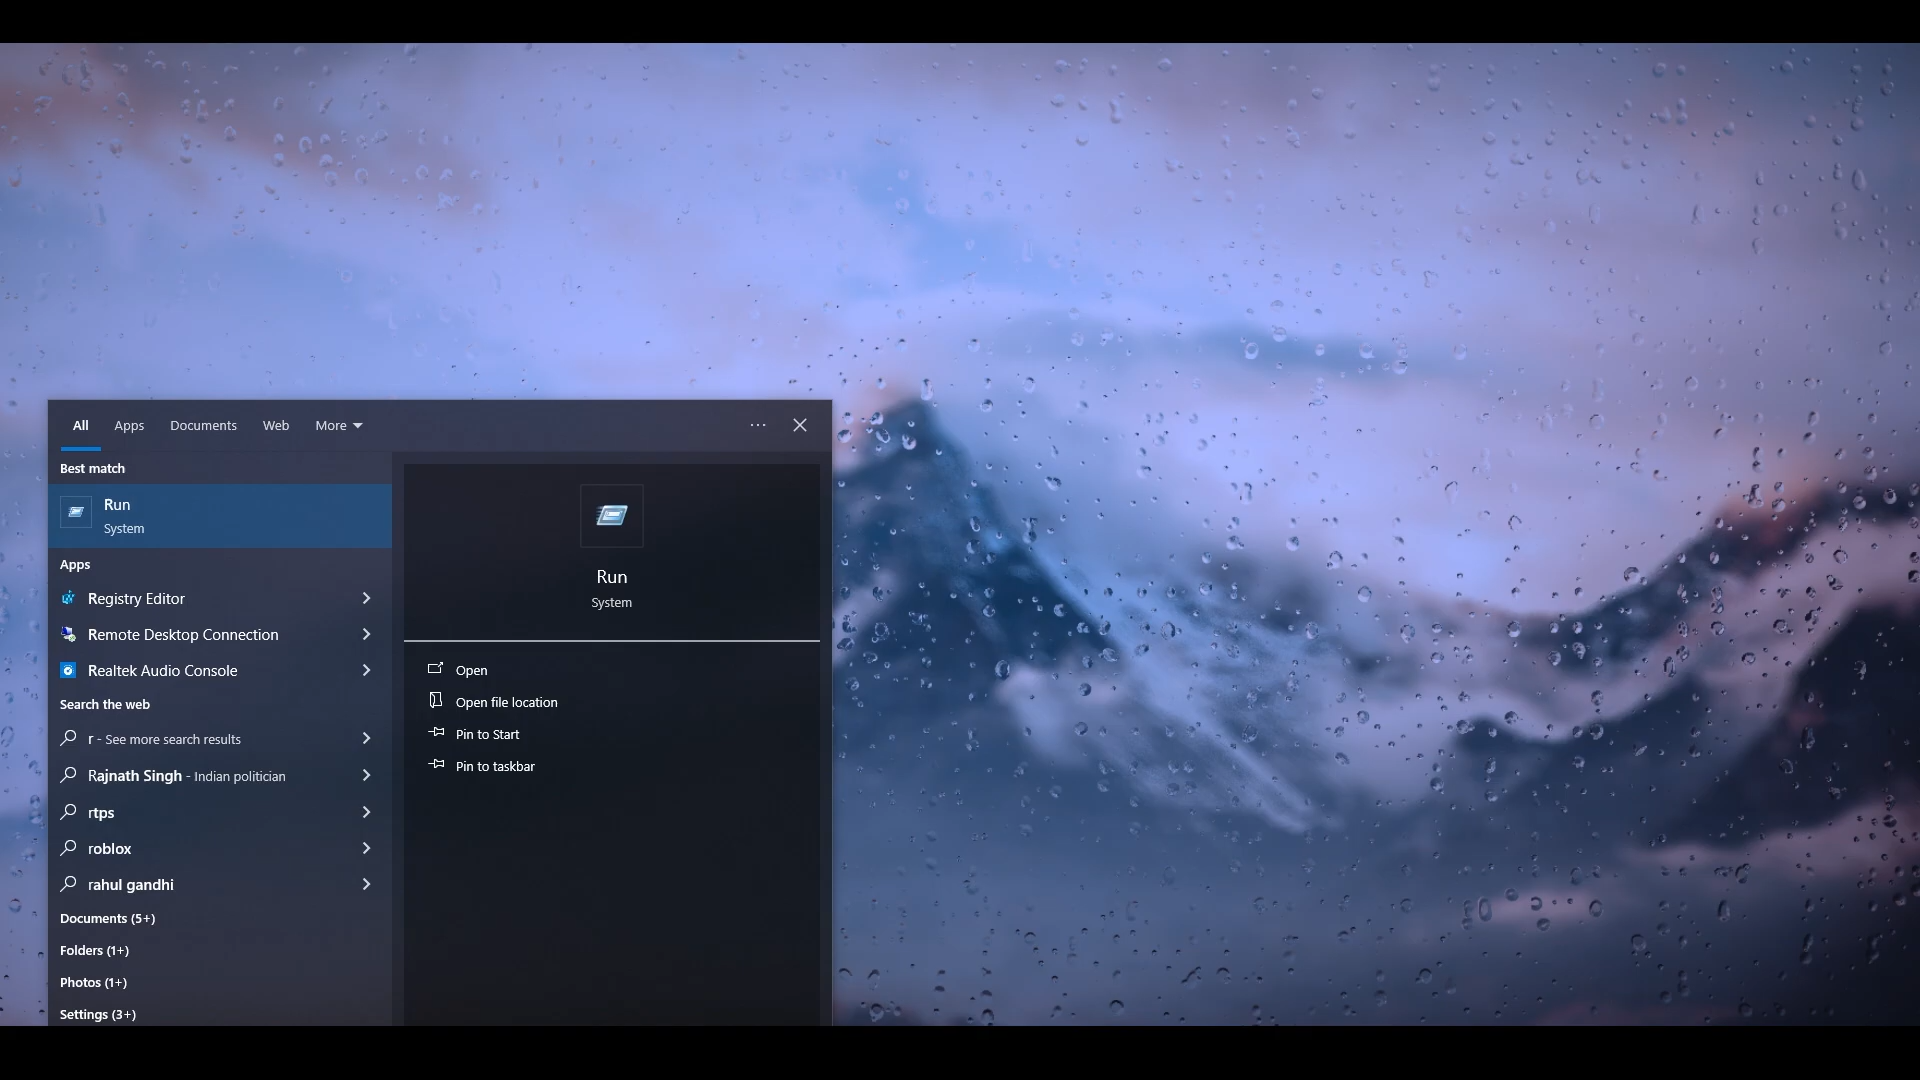 All Apps Documents Web More
Best match
Run
System
Apps
Registry Editor
Remote Desktop Connection
Realtek Audio Console
Search the web
r - See more search results
Rajnath Singh - Indian politician
rtps
roblox
rahul gandhi
Documents (5+)
Folders (1+)
Photos (1+)
Settings (3+)
Run
System
Open
Open file location
Pin to Start
Pin to taskbar